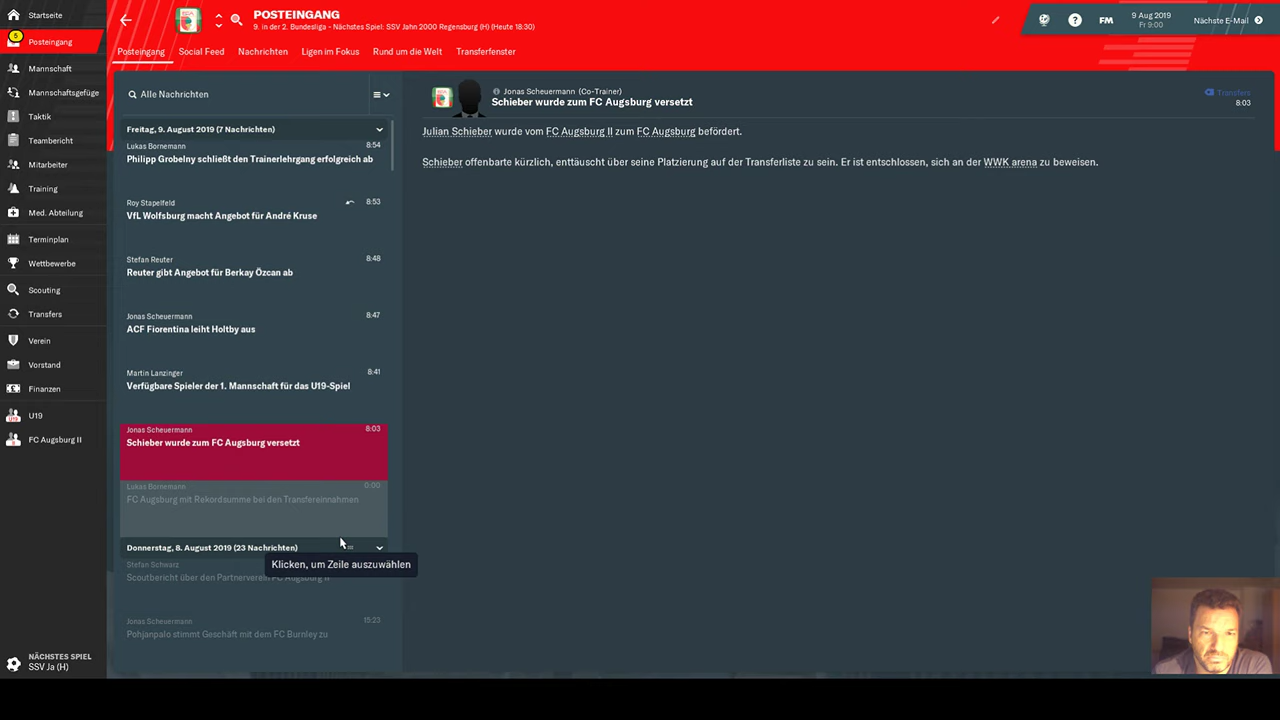 Startseite
5
Posteingang
Mannschaft
Mannschaftsgefüge
Taktik
Teambericht
Mitarbeiter
Training
Med. Abteilung
Terminplan
Wettbewerbe
Scouting
Transfers
Verein
Vorstand
Finanzen
U19
FC Augsburg II
NÄCHSTES SPIEL
SSV Ja (H)
POSTEINGANG
9. in der 2. Bundesliga - Nächstes Spiel: SSV Jahn 2000 Regensburg (H) (Heute 18:30)
FM
9 Aug 2019
Fr 9:00
Nächste E-Mail
Posteingang
Social Feed
Nachrichten
Ligen im Fokus
Rund um die Welt
Transferfenster
Alle Nachrichten
Freitag, 9. August 2019 (7 Nachrichten)
Lukas Bornemann 8:54
Philipp Grobelny schließt den Trainerlehrgang erfolgreich ab
Roy Stapelfeld 8:53
VfL Wolfsburg macht Angebot für André Kruse
Stefan Reuter 8:48
Reuter gibt Angebot für Berkay Özcan ab
Jonas Scheuermann 8:47
ACF Fiorentina leiht Holtby aus
Martin Lanzinger 8:41
Verfügbare Spieler der 1. Mannschaft für das U19-Spiel
Jonas Scheuermann 8:03
Schieber wurde zum FC Augsburg versetzt
Lukas Bornemann 0:00
FC Augsburg mit Rekordsumme bei den Transfereinnahmen
Donnerstag, 8. August 2019 (23 Nachrichten)
Klicken, um Zeile auszuwählen
Stefan Schwarz
Scoutbericht über den Partnerverein FC Augsburg II
Jonas Scheuermann 15:23
Pohjanpalo stimmt Geschäft mit dem FC Burnley zu
Jonas Scheuermann (Co-Trainer)
Schieber wurde zum FC Augsburg versetzt
Transfers
8:03
Julian Schieber wurde vom FC Augsburg II zum FC Augsburg befördert.
Schieber offenbarte kürzlich, enttäuscht über seine Platzierung auf der Transferliste zu sein. Er ist entschlossen, sich an der WWK arena zu beweisen.